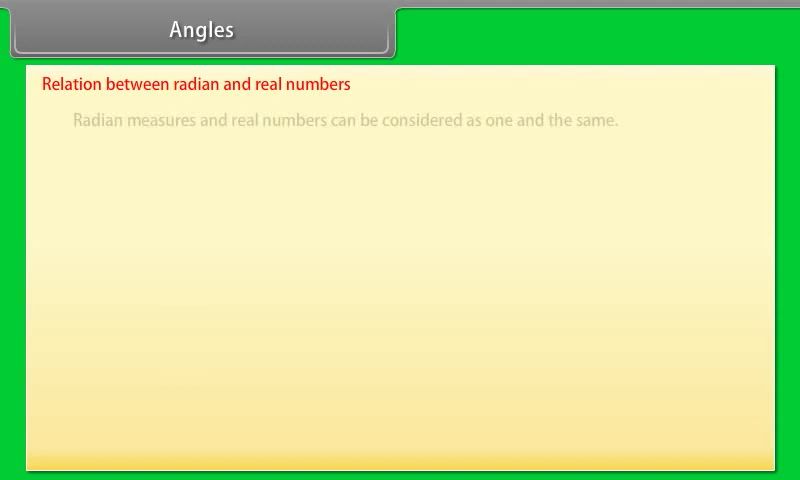 Angles
Relation between radian and real numbers
Radian measures and real numbers can be considered as one and the same.